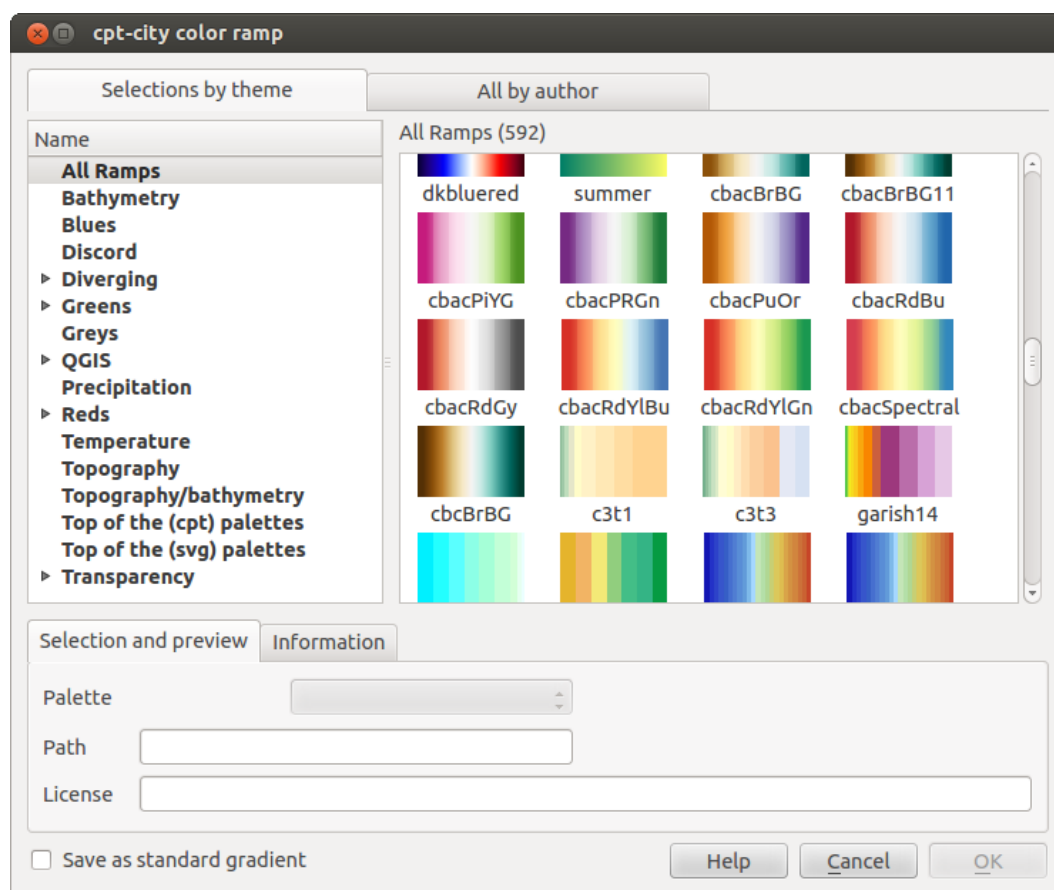 cpt-city color ramp
Selections by theme
All by author
Name
All Ramps (592)
All Ramps
Bathymetry
Blues
Discord
Diverging
Greens
Greys
QGIS
Precipitation
Reds
Temperature
Topography
Topography/bathymetry
Top of the (cpt) palettes
Top of the (svg) palettes
Transparency
dkbluered summer cbacBrBG cbacBrBG11
cbacPiYG cbacPRGn cbacPuOr cbacRdBu
cbacRdGy cbacRdYlBu cbacRdYlGn cbacSpectral
cbcBrBG c3t1 c3t3 garish14
Selection and preview
Information
Palette
Path
License
Save as standard gradient
Help
Cancel
OK